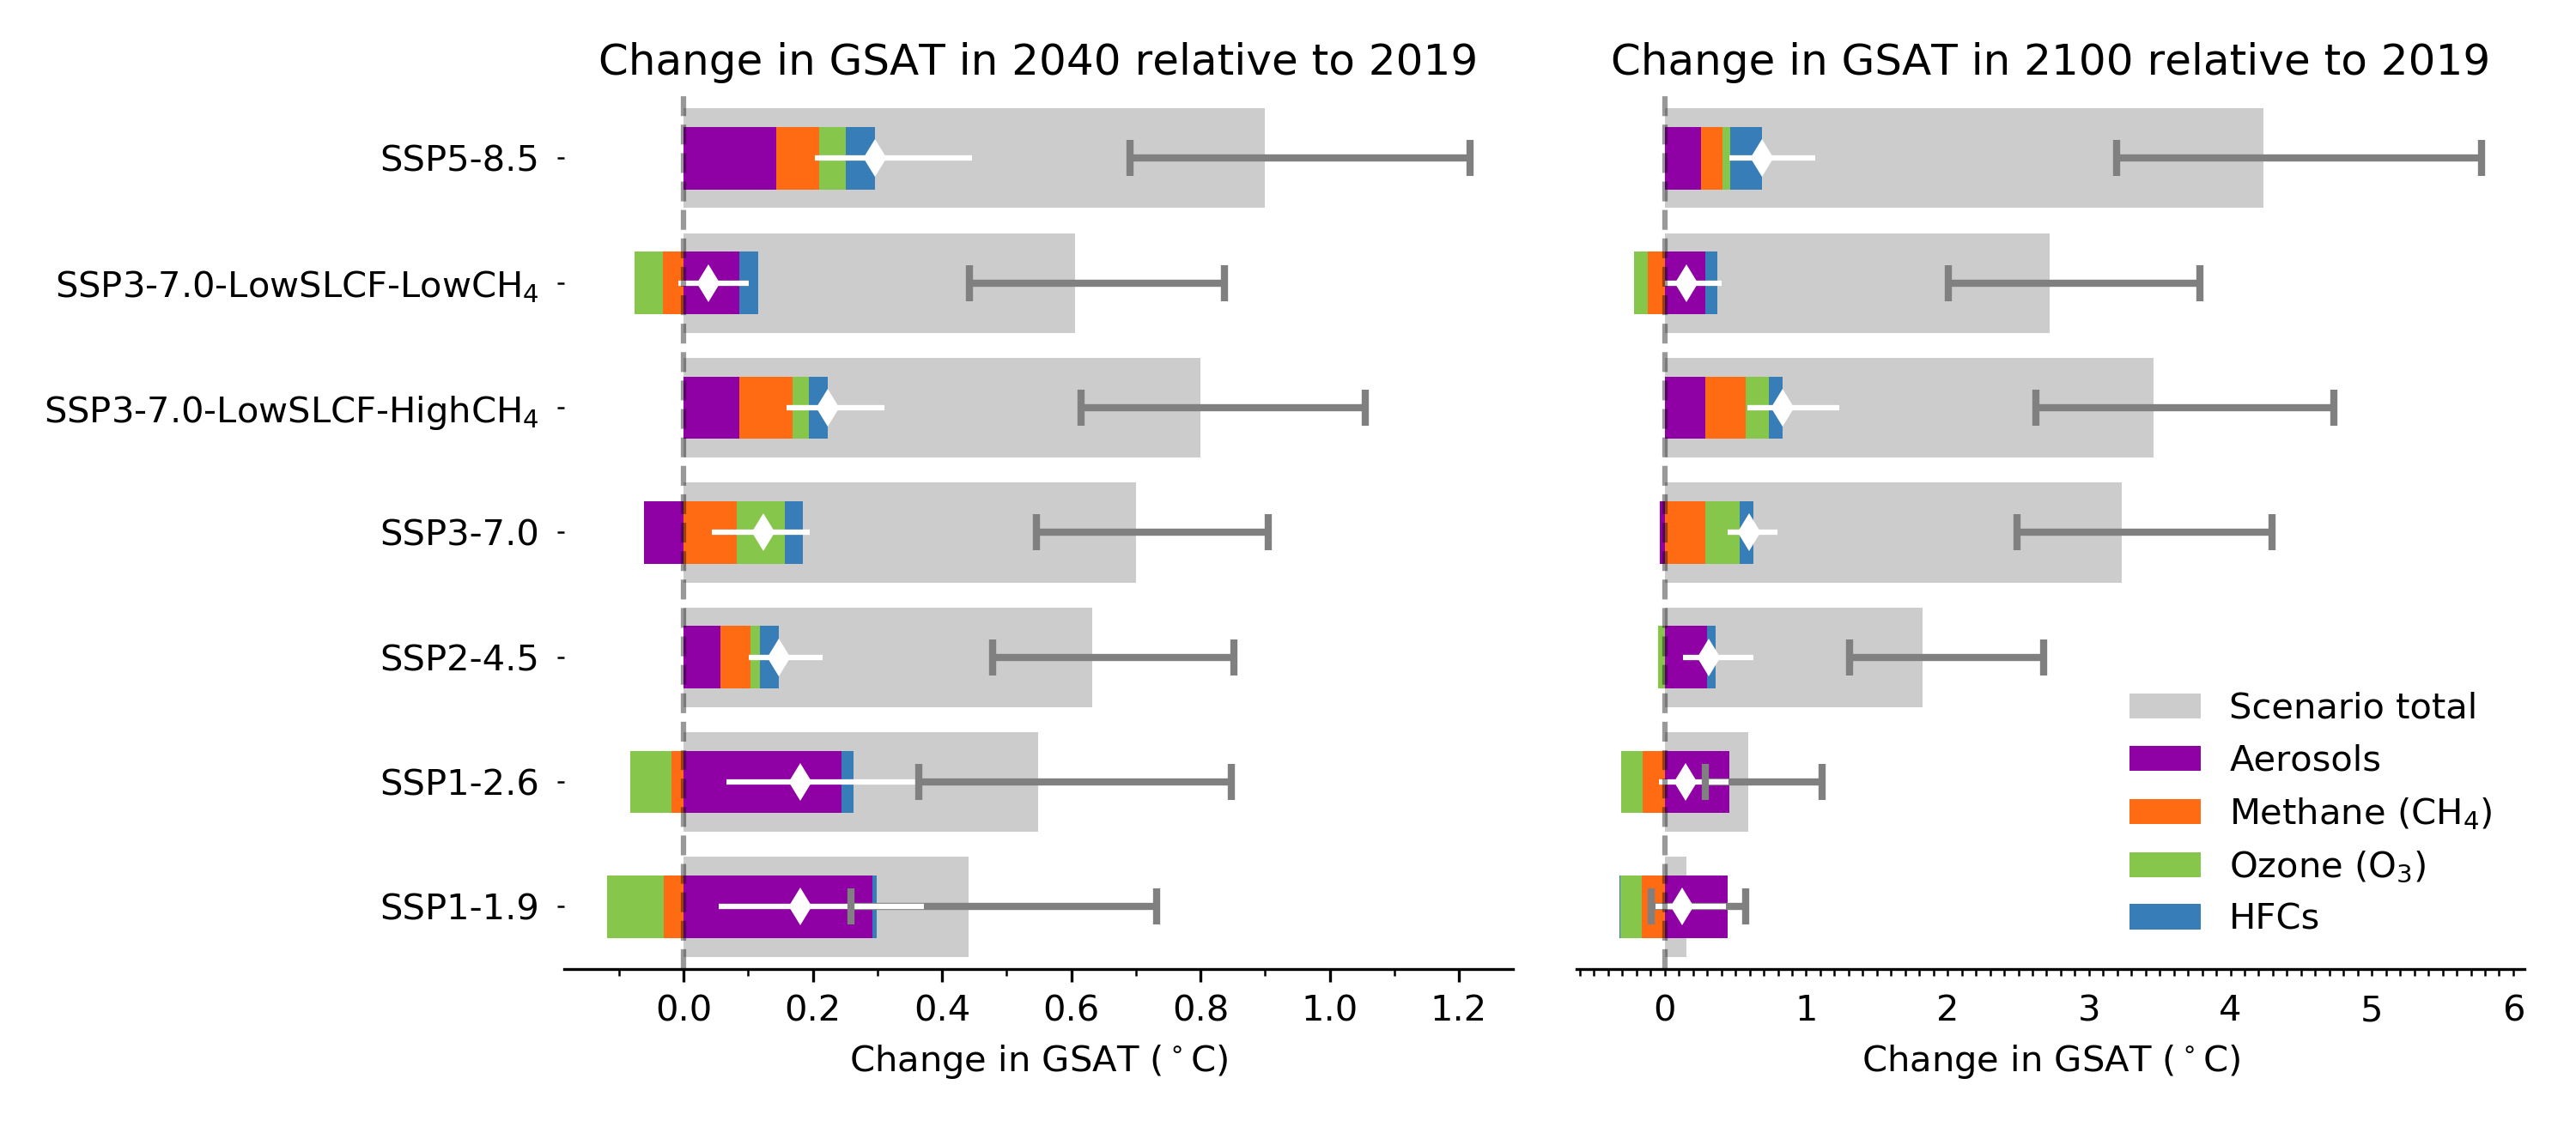 Change in GSAT in 2040 relative to 2019
SSP5-8.5
SSP3-7.0-LowSLCF-LowCH₄
SSP3-7.0-LowSLCF-HighCH₄
SSP3-7.0
SSP2-4.5
SSP1-2.6
SSP1-1.9
0.0 0.2 0.4 0.6 0.8 1.0 1.2
Change in GSAT (°C)
Change in GSAT in 2100 relative to 2019
Scenario total
Aerosols
Methane (CH₄)
Ozone (O₃)
HFCs
0 1 2 3 4 5 6
Change in GSAT (°C)